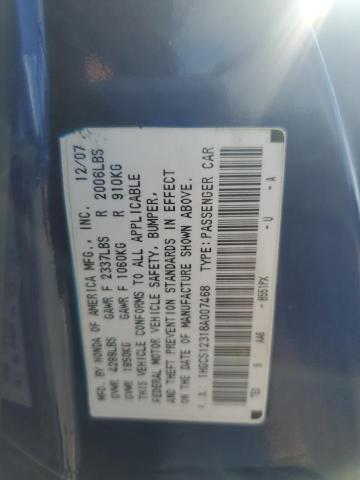 MFD. BY HONDA OF AMERICA MFG., INC. 12/07
GVWR 4299LBS GAWR F 2337LBS R 2006LBS
GVWR 1950KG GAWR F 1060KG R 910KG
THIS VEHICLE CONFORMS TO ALL APPLICABLE
FEDERAL MOTOR VEHICLE SAFETY, BUMPER,
AND THEFT PREVENTION STANDARDS IN EFFECT
ON THE DATE OF MANUFACTURE SHOWN ABOVE.
V.I.N.: 1HGCS12318A007468 TYPE: PASSENGER CAR
AA6 B551PX U - A